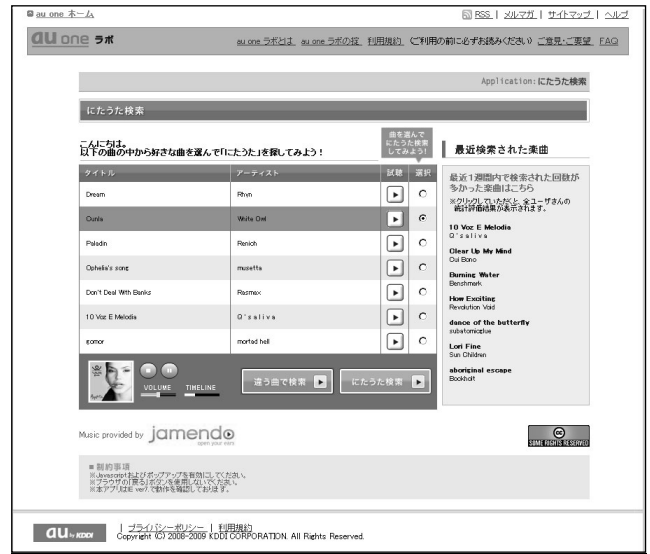 au one ホーム
RSS | メルマガ | サイトマップ | ヘルプ
au one ラボ
au one ラボとは au one ラボの掟 利用規約 (ご利用の前に必ずお読みください) ご意見・ご要望 FAQ
Application:にたうた検索
にたうた検索
こんにちは。
以下の曲の中から好きな曲を選んで「にたうた」を探してみよう！
曲を選んで
にたうた検索
してみよう!
タイトル アーティスト 試聴 選択
Dream Rhyn
Ounla White Owl
Paladin Renich
Ophelia's song musetta
Don't Deal With Banks Resmex
10 Voz E Melodia Q'saliva
gomor morted hell
VOLUME TIMELINE
違う曲で検索
にたうた検索
最近検索された楽曲
最近1週間内で検索された回数が
多かった楽曲はこちら
※クリックしていただくと、全ユーザさんの
統計評価結果が表示されます。
10 Voz E Melodia
Q'saliva
Clear Up My Mind
Cui Bono
Burning Water
Benshmark
How Exciting
Revolution Void
dance of the butterfly
subatomicglue
Lori Fine
Sun Children
aboriginal escape
Bockholt
Music provided by jamendo
open your ears
cc
SOME RIGHTS RESERVED
■ 制約事項
※Javascriptおよびポップアップを有効にしてください。
※ブラウザの「戻る」ボタンを使用しないでください。
※本アプリはIE ver7.で動作を確認しております。
au by KDDI
| プライバシーポリシー | 利用規約
Copyright (C) 2008-2009 KDDI CORPORATION. All Rights Reserved.